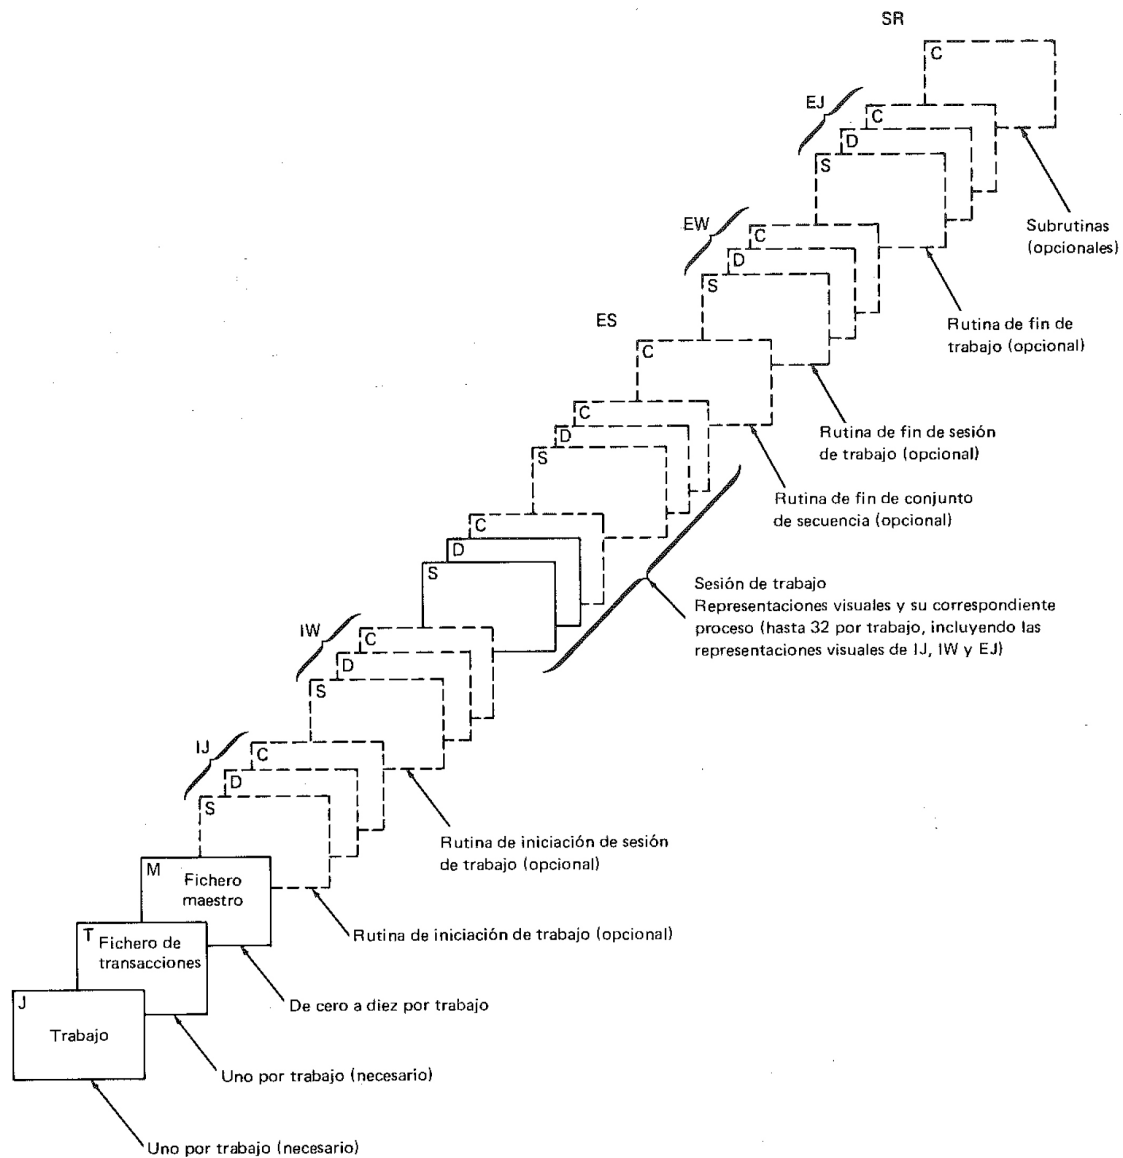 SR
C
EJ
C
D
S
Subrutinas
(opcionales)
EW
C
D
S
Rutina de fin de
trabajo (opcional)
ES
C
Rutina de fin de sesión
de trabajo (opcional)
C
D
S
Rutina de fin de conjunto
de secuencia (opcional)
C
D
S
Sesión de trabajo
Representaciones visuales y su correspondiente
proceso (hasta 32 por trabajo, incluyendo las
representaciones visuales de IJ, IW y EJ)
IW
C
D
S
IJ
C
D
S
Rutina de iniciación de sesión
de trabajo (opcional)
M
Fichero
maestro
Rutina de iniciación de trabajo (opcional)
T
Fichero de
transacciones
De cero a diez por trabajo
J
Trabajo
Uno por trabajo (necesario)
Uno por trabajo (necesario)